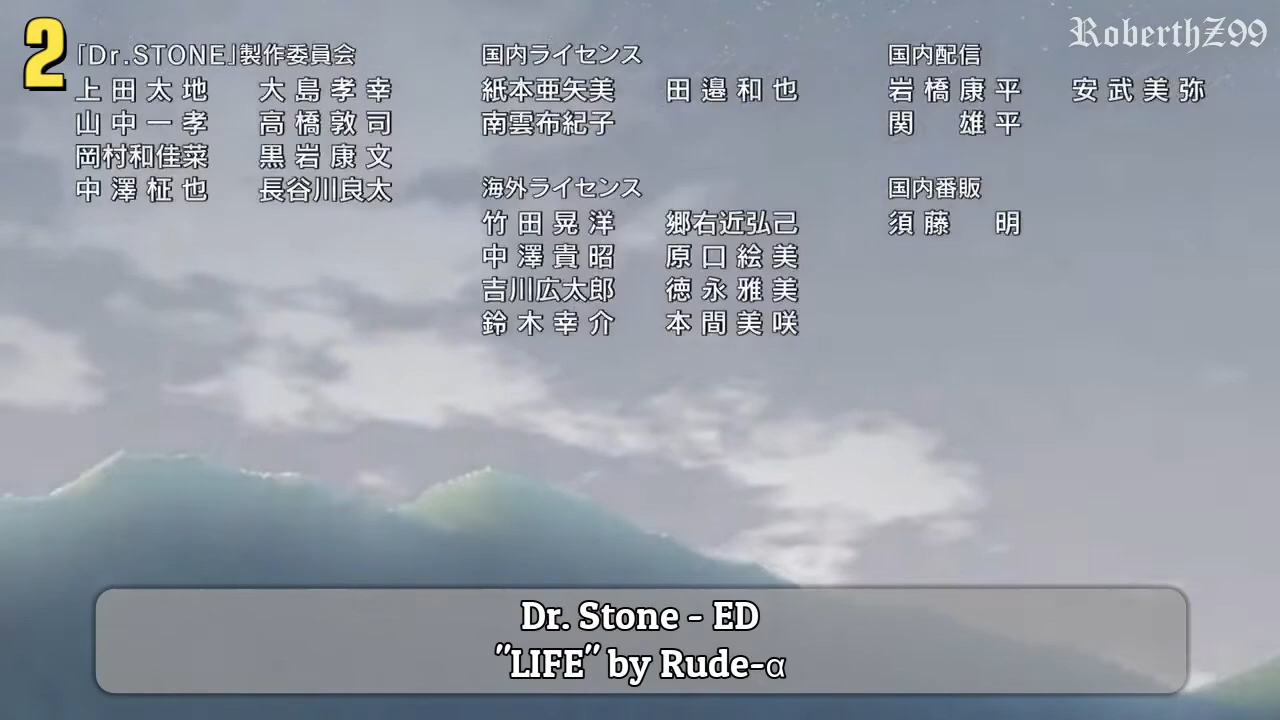 2
RoberthZ99
「Dr.STONE」製作委員会
上田太地 大島孝幸
山中一孝 高橋敦司
岡村和佳菜 黒岩康文
中澤柾也 長谷川良太
国内ライセンス
紙本亜矢美 田邉和也
南雲布紀子
海外ライセンス
竹田晃洋 郷右近弘己
中澤貴昭 原口絵美
吉川広太郎 徳永雅美
鈴木幸介 本間美咲
国内配信
岩橋康平 安武美弥
関 雄平
国内番販
須藤 明
Dr. Stone - ED
"LIFE" by Rude-α